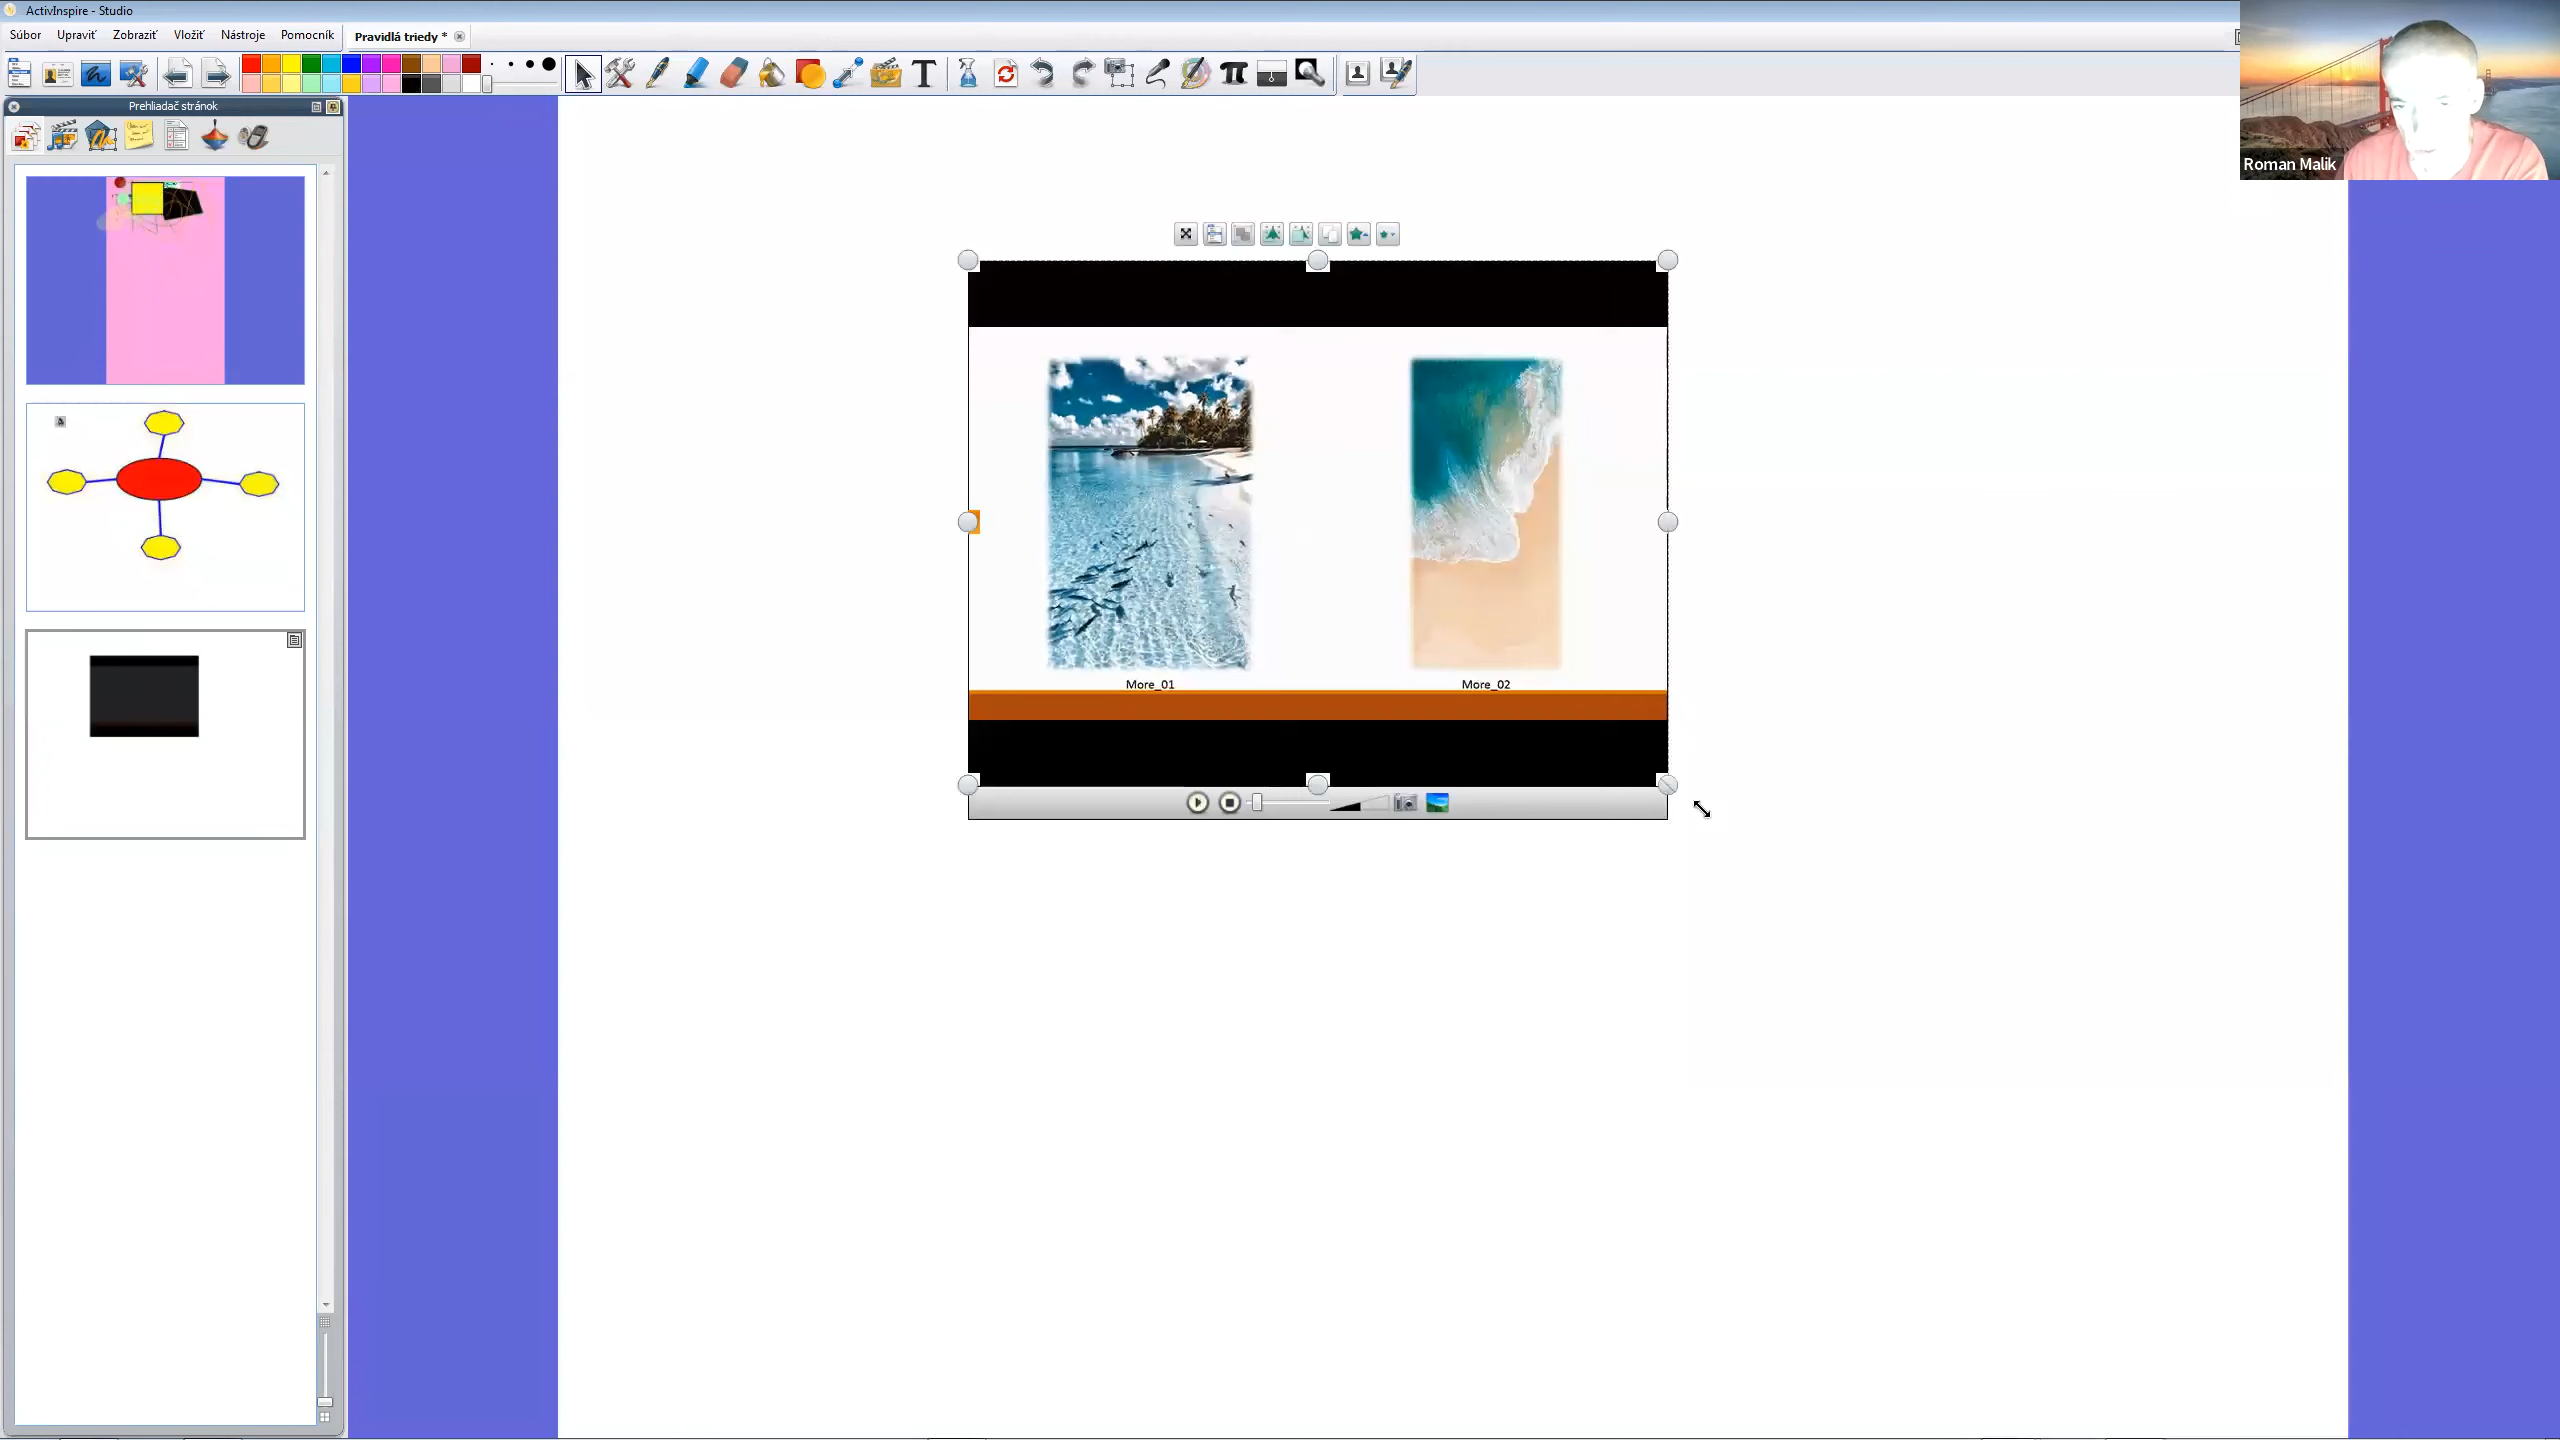 ActivInspire - Studio
Súbor Upraviť Zobraziť Vložiť Nástroje Pomocník
Pravidlá triedy *
Prehliadač stránok
Roman Malik
More_01
More_02